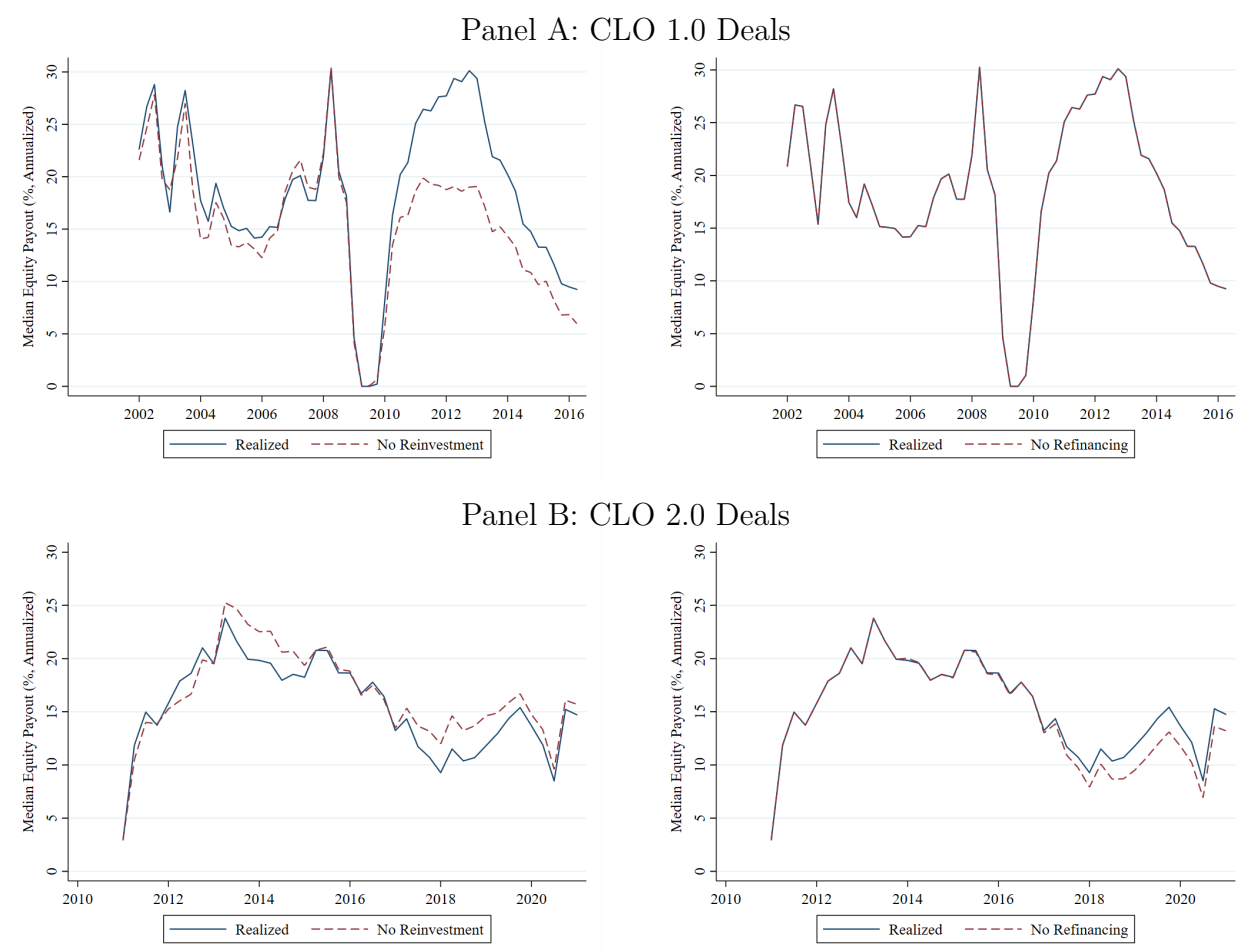 Panel A: CLO 1.0 Deals
Median Equity Payout (%, Annualized)
30
25
20
15
10
5
0
2002 2004 2006 2008 2010 2012 2014 2016
Realized No Reinvestment
Median Equity Payout (%, Annualized)
30
25
20
15
10
5
0
2002 2004 2006 2008 2010 2012 2014 2016
Realized No Refinancing
Panel B: CLO 2.0 Deals
Median Equity Payout (%, Annualized)
30
25
20
15
10
5
0
2010 2012 2014 2016 2018 2020
Realized No Reinvestment
Median Equity Payout (%, Annualized)
30
25
20
15
10
5
0
2010 2012 2014 2016 2018 2020
Realized No Refinancing